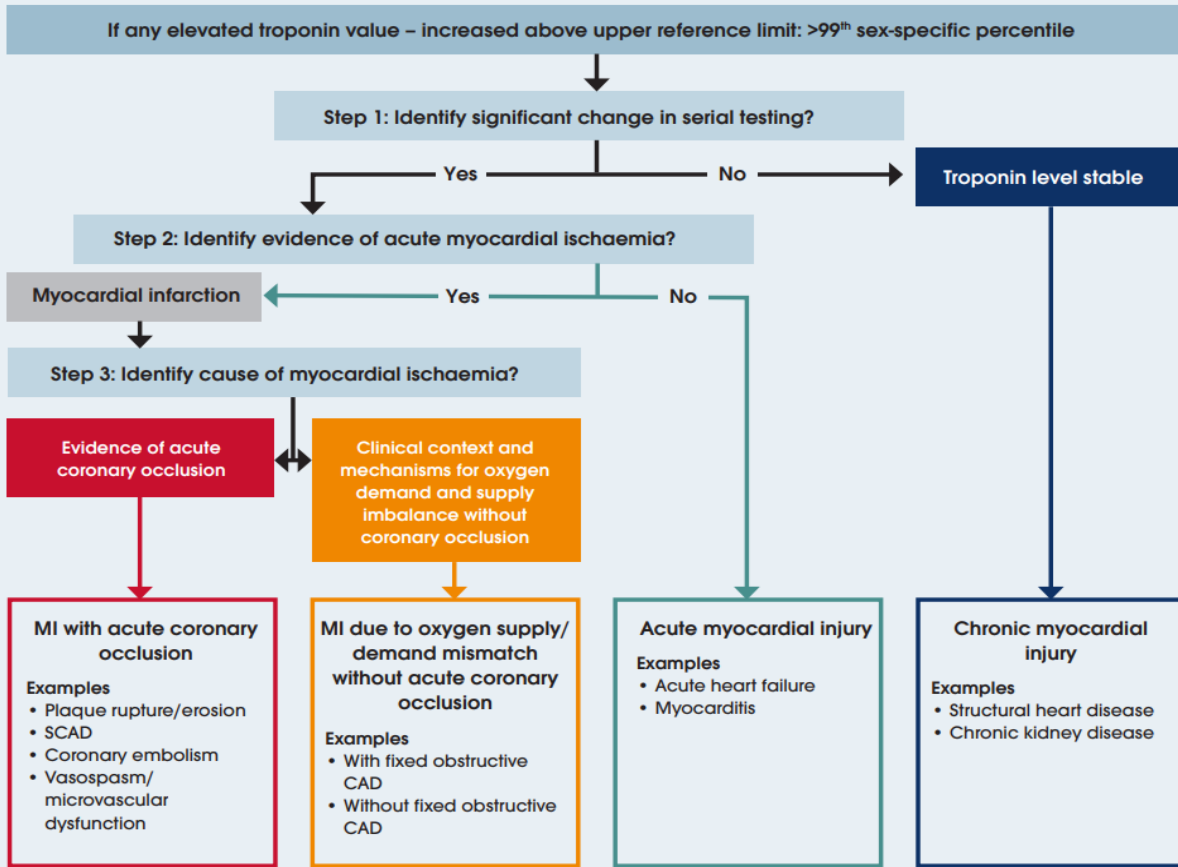 If any elevated troponin value – increased above upper reference limit: >99th sex-specific percentile
Step 1: Identify significant change in serial testing?
Yes
No
Troponin level stable
Step 2: Identify evidence of acute myocardial ischaemia?
Myocardial infarction
Yes
No
Step 3: Identify cause of myocardial ischaemia?
Evidence of acute
coronary occlusion
Clinical context and
mechanisms for oxygen
demand and supply
imbalance without
coronary occlusion
MI with acute coronary
occlusion
Examples
• Plaque rupture/erosion
• SCAD
• Coronary embolism
• Vasospasm/
microvascular
dysfunction
MI due to oxygen supply/
demand mismatch
without acute coronary
occlusion
Examples
• With fixed obstructive
CAD
• Without fixed obstructive
CAD
Acute myocardial injury
Examples
• Acute heart failure
• Myocarditis
Chronic myocardial
injury
Examples
• Structural heart disease
• Chronic kidney disease